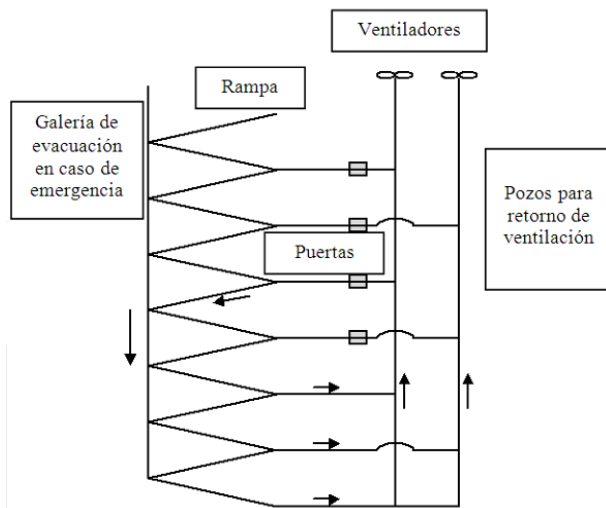 Ventiladores
Rampa
Galería de
evacuación
en caso de
emergencia
Pozos para
retorno de
ventilación
Puertas